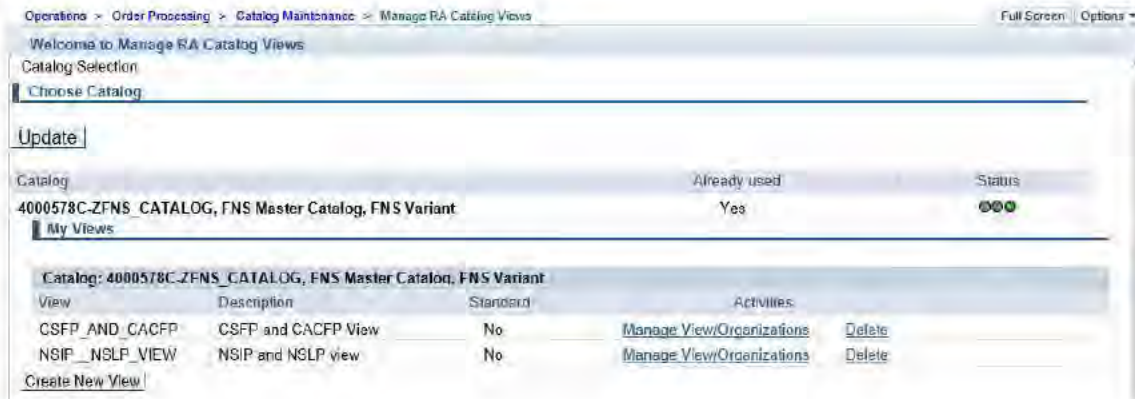 Operations > Order Processing > Catalog Maintenance > Manage RA Catalog Views Full Screen Options
Welcome to Manage RA Catalog Views
Catalog Selection
Choose Catalog
Update
Catalog Already used Status
4000578C-ZFNS_CATALOG, FNS Master Catalog, FNS Variant Yes
My Views
Catalog: 4000578C-ZFNS_CATALOG, FNS Master Catalog, FNS Variant
View Description Standard Activities
CSFP_AND_CACFP CSFP and CACFP View No Manage View/Organizations Delete
NSIP__NSLP_VIEW NSIP and NSLP view No Manage View/Organizations Delete
Create New View